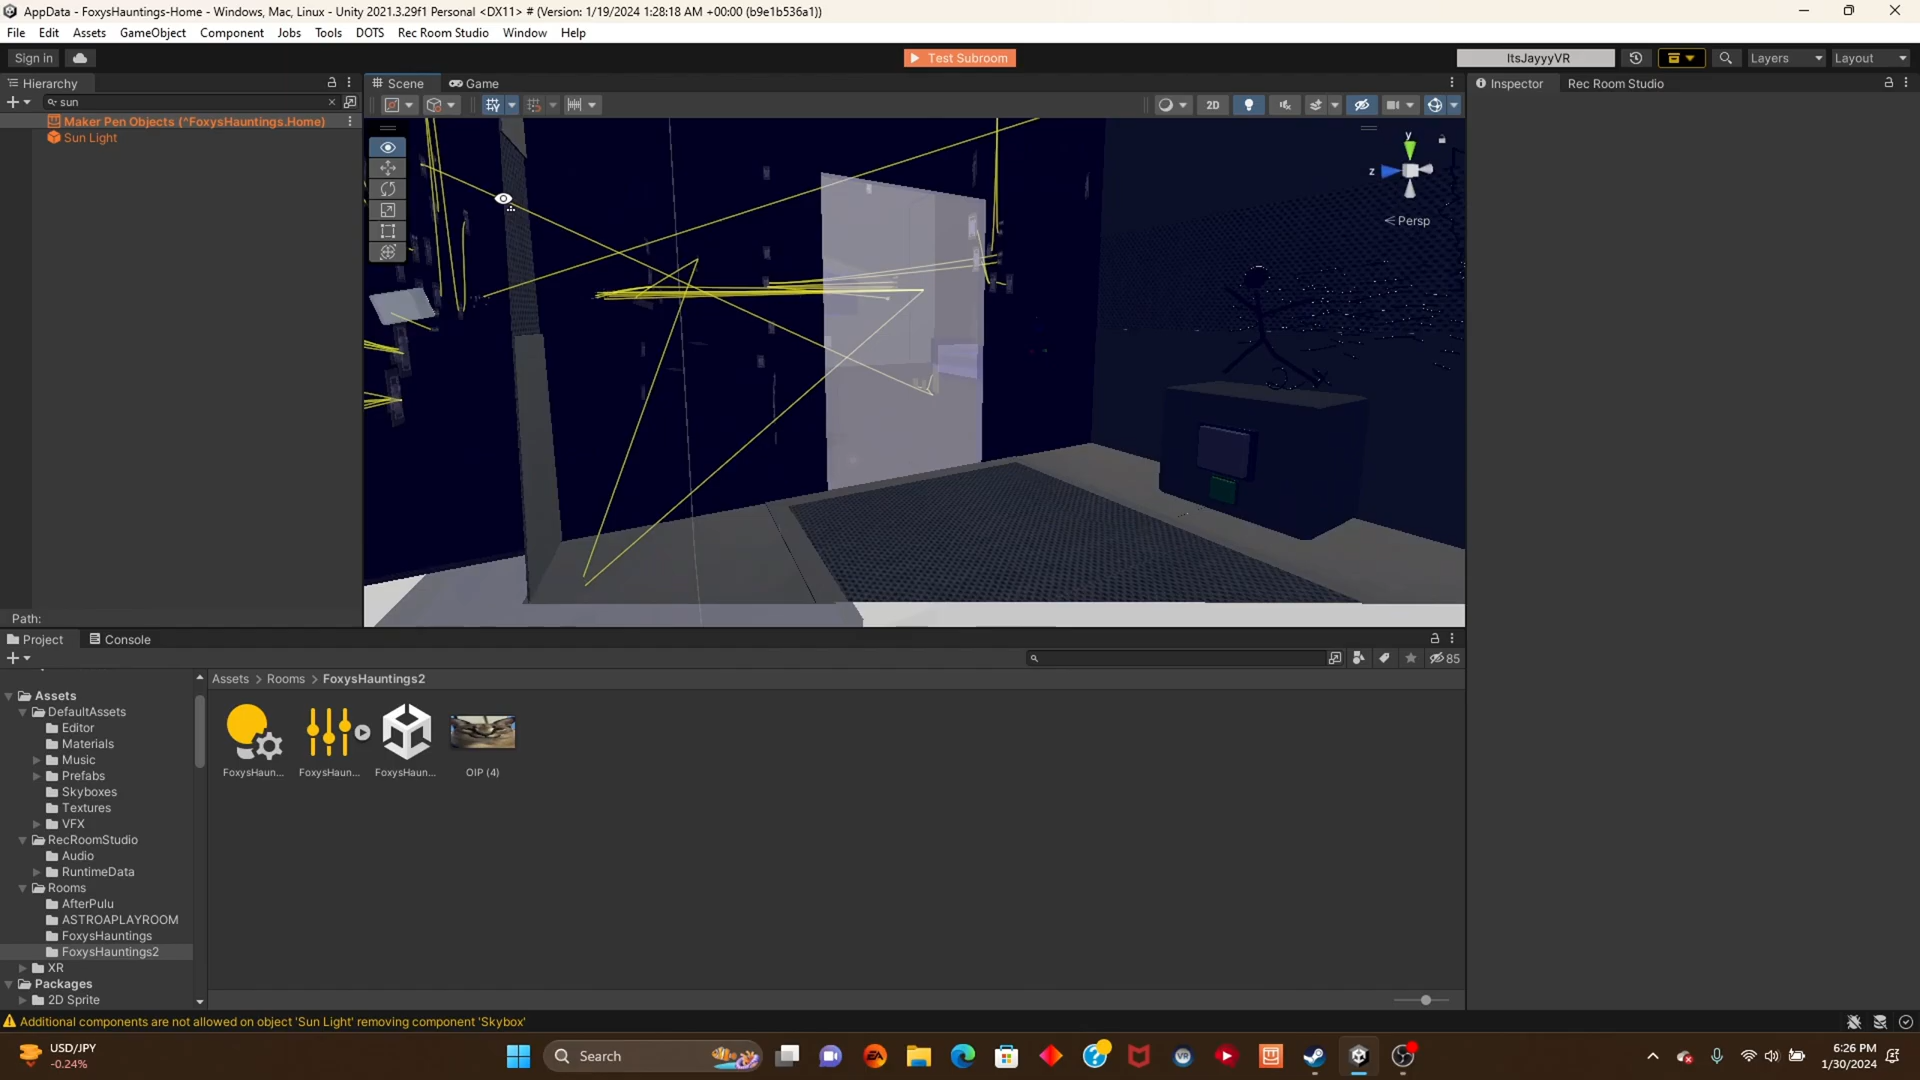 AppData - FoxysHauntings-Home - Windows, Mac, Linux - Unity 2021.3.29f1 Personal <DX11> # (Version: 1/19/2024 1:28:18 AM +00:00 (b9e1b536a1))
File Edit Assets GameObject Component Jobs Tools DOTS Rec Room Studio Window Help
Sign in
Test Subroom
ItsJayyyVR
Layers
Layout
Hierarchy
Scene
Game
Inspector
Rec Room Studio
sun
Maker Pen Objects (^FoxysHauntings.Home)
Sun Light
2D
y
z
Persp
Path:
Project
Console
85
Assets > Rooms > FoxysHauntings2
Assets
DefaultAssets
Editor
Materials
Music
Prefabs
Skyboxes
Textures
VFX
RecRoomStudio
Audio
RuntimeData
Rooms
AfterPulu
ASTROAPLAYROOM
FoxysHauntings
FoxysHauntings2
XR
Packages
2D Sprite
FoxysHaun...
FoxysHaun...
FoxysHaun...
OIP (4)
Additional components are not allowed on object 'Sun Light' removing component 'Skybox'
USD/JPY
-0.24%
Search
6:26 PM
1/30/2024